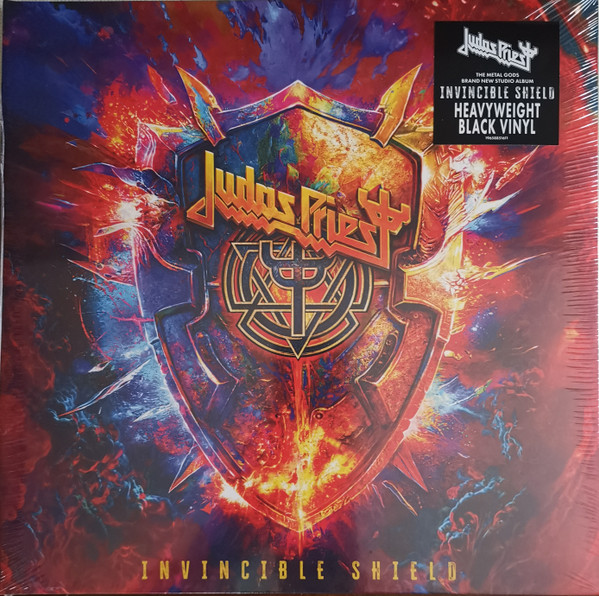 Judas Priest
THE METAL GODS
BRAND NEW STUDIO ALBUM
INVINCIBLE SHIELD
HEAVYWEIGHT
BLACK VINYL
Judas Priest
INVINCIBLE SHIELD